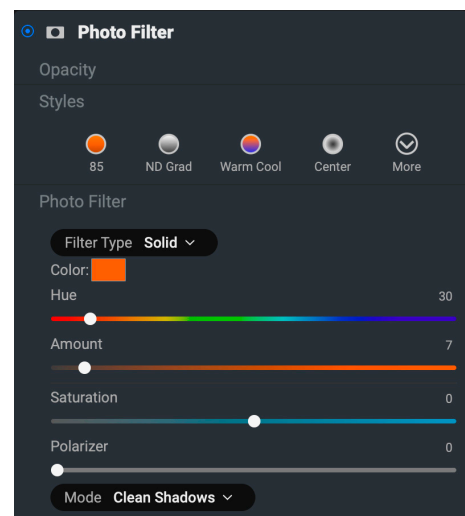 Photo Filter
Opacity
Styles
85 ND Grad Warm Cool Center More
Photo Filter
Filter Type Solid
Color:
Hue 30
Amount 7
Saturation 0
Polarizer 0
Mode Clean Shadows